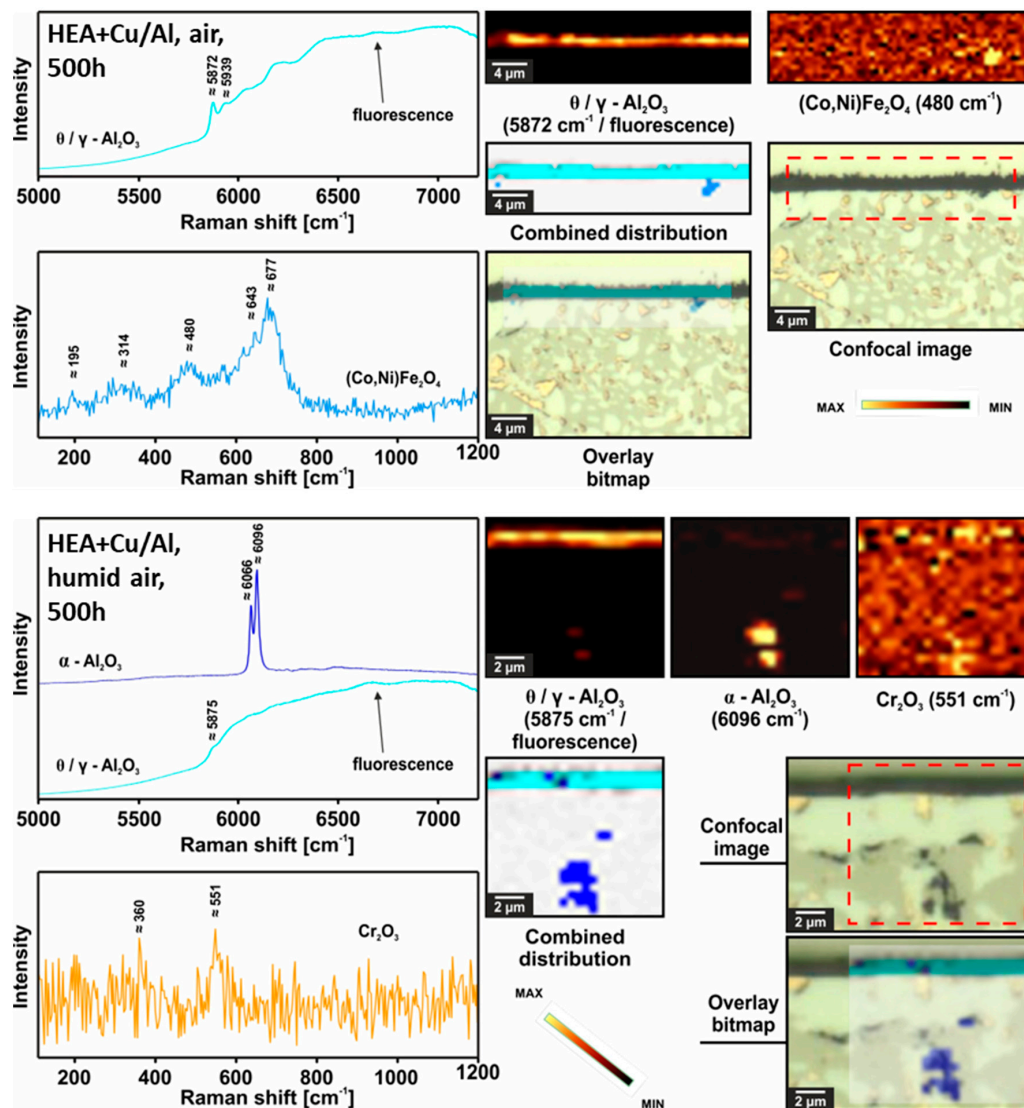 HEA+Cu/Al, air,
500h
≈ 5872
≈ 5939
fluorescence
θ / γ - Al₂O₃
Intensity
5000 5500 6000 6500 7000
Raman shift [cm⁻¹]
4 µm
θ / γ - Al₂O₃
(5872 cm⁻¹ / fluorescence)
(Co,Ni)Fe₂O₄ (480 cm⁻¹)
4 µm
Combined distribution
4 µm
Confocal image
MAX MIN
≈ 195
≈ 314
≈ 480
≈ 643
≈ 677
(Co,Ni)Fe₂O₄
Intensity
200 400 600 800 1000 1200
Raman shift [cm⁻¹]
4 µm
Overlay
bitmap
HEA+Cu/Al,
humid air,
500h
≈ 6066
≈ 6096
α - Al₂O₃
≈ 5875
θ / γ - Al₂O₃
fluorescence
Intensity
Intensity
5000 5500 6000 6500 7000
Raman shift [cm⁻¹]
2 µm
θ / γ - Al₂O₃
(5875 cm⁻¹ /
fluorescence)
α - Al₂O₃
(6096 cm⁻¹)
Cr₂O₃ (551 cm⁻¹)
2 µm
Combined
distribution
Confocal
image
2 µm
Overlay
bitmap
2 µm
MAX
MIN
≈ 360
≈ 551
Cr₂O₃
Intensity
200 400 600 800 1000 1200
Raman shift [cm⁻¹]